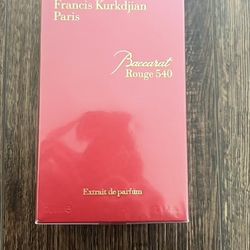 Francis Kurkdjian
Paris
Baccarat
Rouge 540
Extrait de parfum